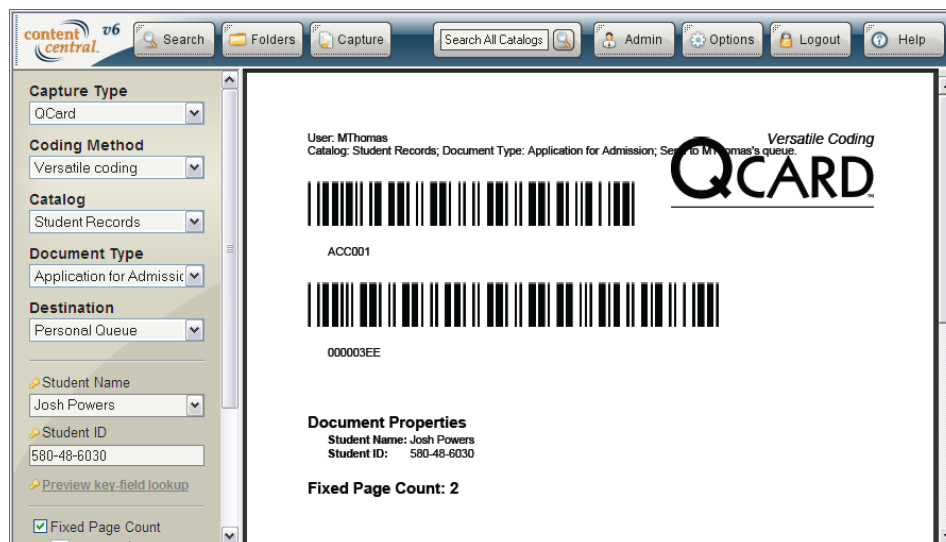 content central. v6
Search
Folders
Capture
Search All Catalogs
Admin
Options
Logout
Help
Capture Type
QCard
Coding Method
Versatile coding
Catalog
Student Records
Document Type
Application for Admissic
Destination
Personal Queue
Student Name
Josh Powers
Student ID
580-48-6030
Preview key-field lookup
Fixed Page Count
User: MThomas
Catalog: Student Records; Document Type: Application for Admission; Send to MThomas's queue.
Versatile Coding
QCARD™
ACC001
000003EE
Document Properties
Student Name: Josh Powers
Student ID: 580-48-6030
Fixed Page Count: 2